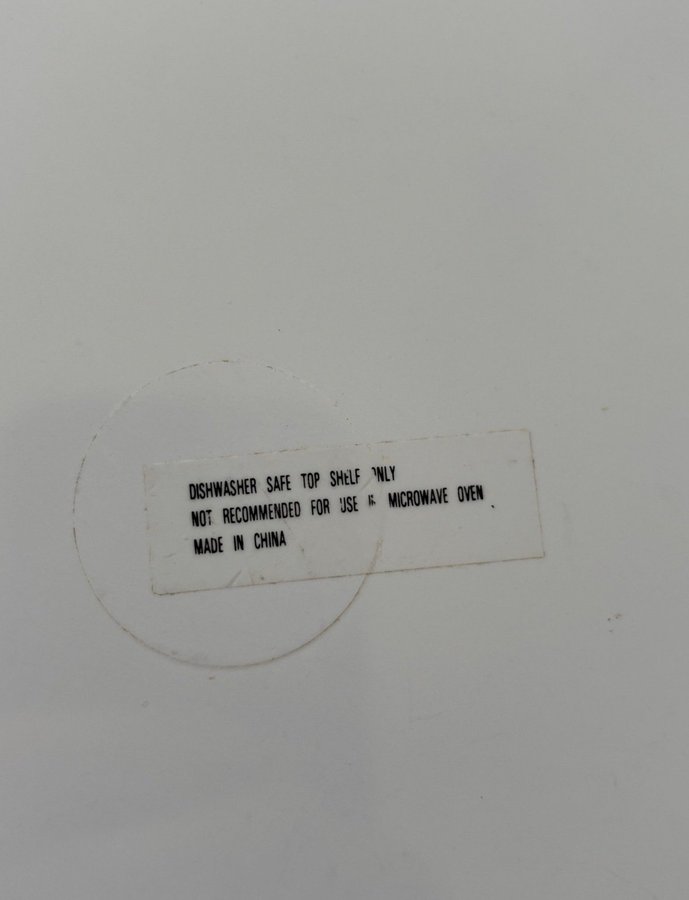 DISHWASHER SAFE TOP SHELF ONLY
NOT RECOMMENDED FOR USE IN MICROWAVE OVEN
MADE IN CHINA